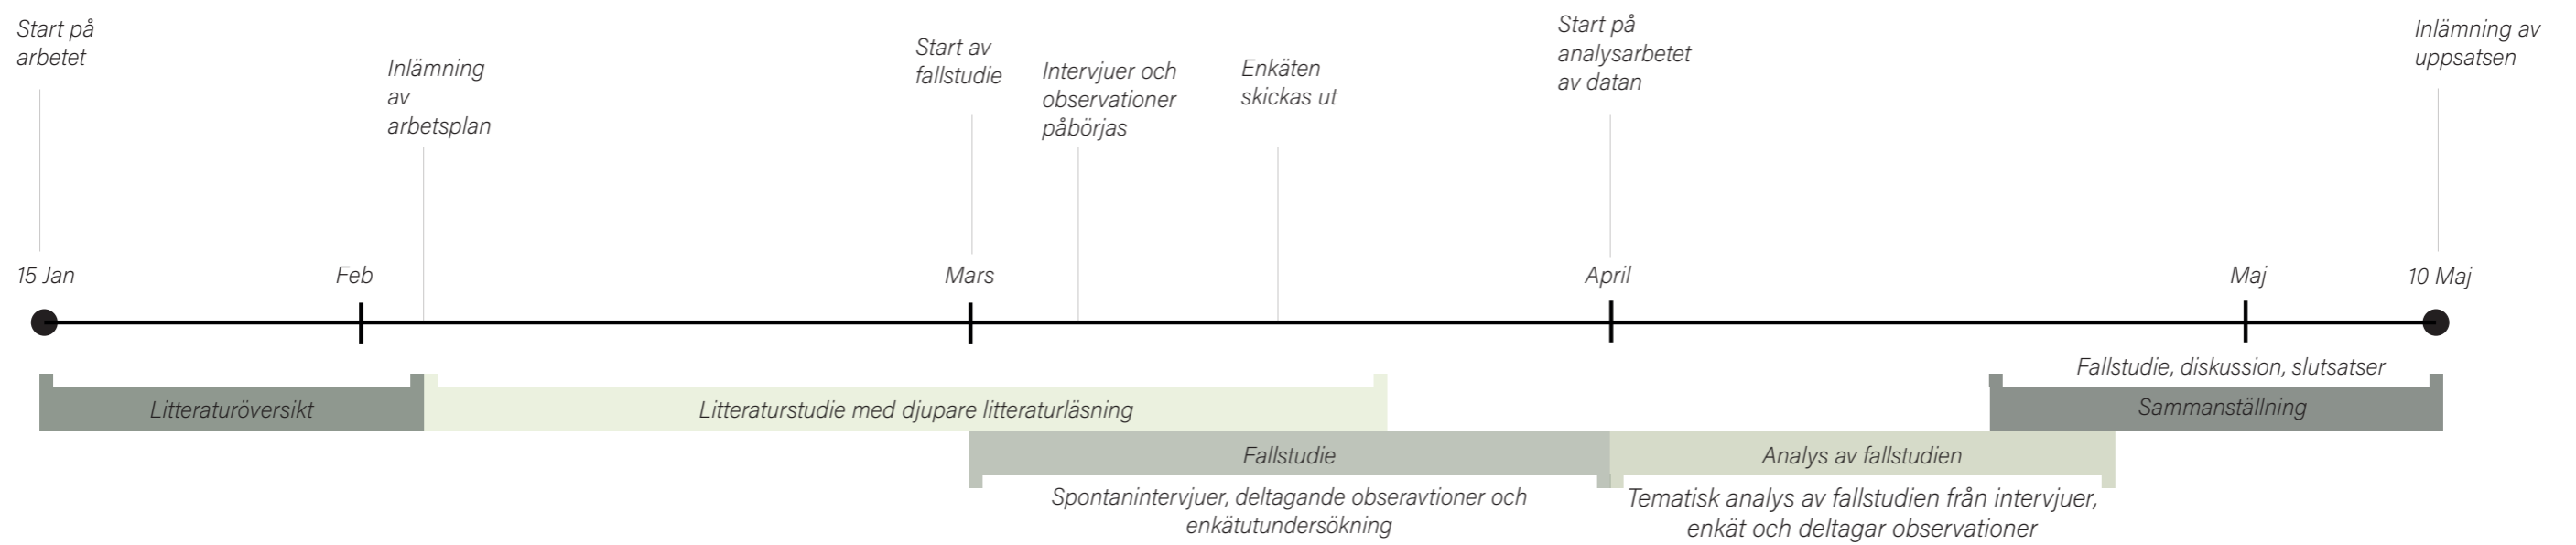 Start på
arbetet
Inlämning
av
arbetsplan
Start av
fallstudie
Intervjuer och
observationer
påbörjas
Enkäten
skickas ut
Start på
analysarbetet
av datan
Inlämning av
uppsatsen
15 Jan
Feb
Mars
April
Maj
10 Maj
Fallstudie, diskussion, slutsatser
Litteraturöversikt
Litteraturstudie med djupare litteraturläsning
Sammanställning
Fallstudie
Analys av fallstudien
Spontanintervjuer, deltagande obseravtioner och
enkätutundersökning
Tematisk analys av fallstudien från intervjuer,
enkät och deltagar observationer